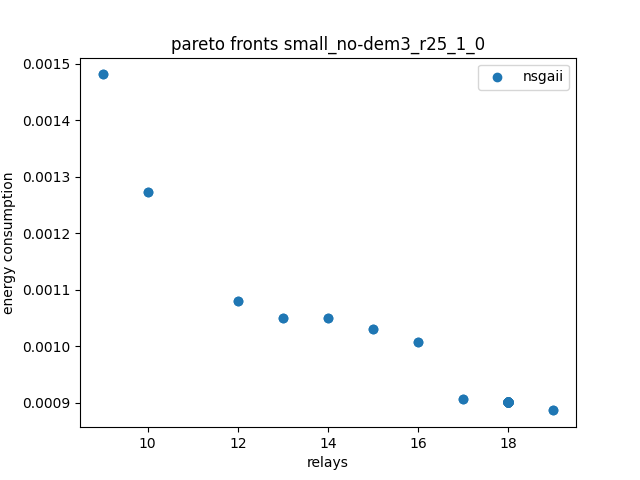 pareto fronts small_no-dem3_r25_1_0
nsgaii
0.0015
0.0014
0.0013
0.0012
0.0011
0.0010
0.0009
energy consumption
10 12 14 16 18
relays